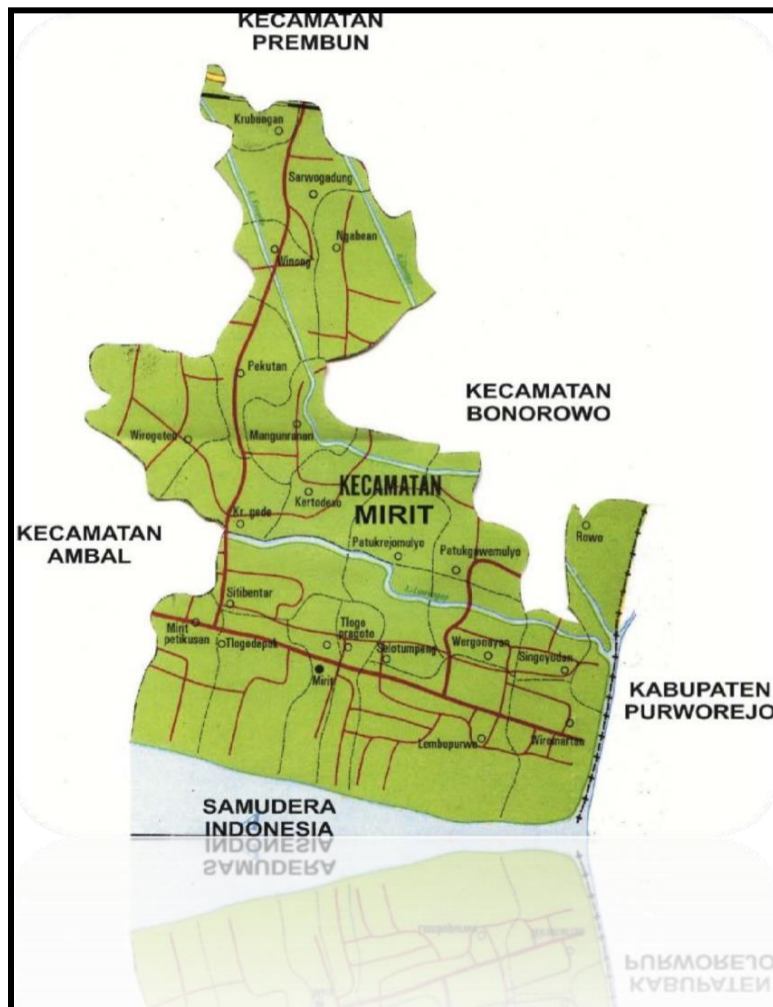 KECAMATAN
PREMBUN
Krubungan
Sarwogadung
Ngabean
Winong
Pekutan
KECAMATAN
BONOROWO
Wirogaten
Mangunranan
Kertodeso
KECAMATAN
MIRIT
Kr. gede
KECAMATAN
AMBAL
Rowo
Patukrejomulyo
Patukgawemulyo
Sitibentar
Mirit
petikusan
Tlogodepok
Tlogo
pragoto
Selotumpeng
Wergonayan
Singoyudan
Mirit
KABUPATEN
PURWOREJO
Lembupurwo
Wiromartan
SAMUDERA
INDONESIA